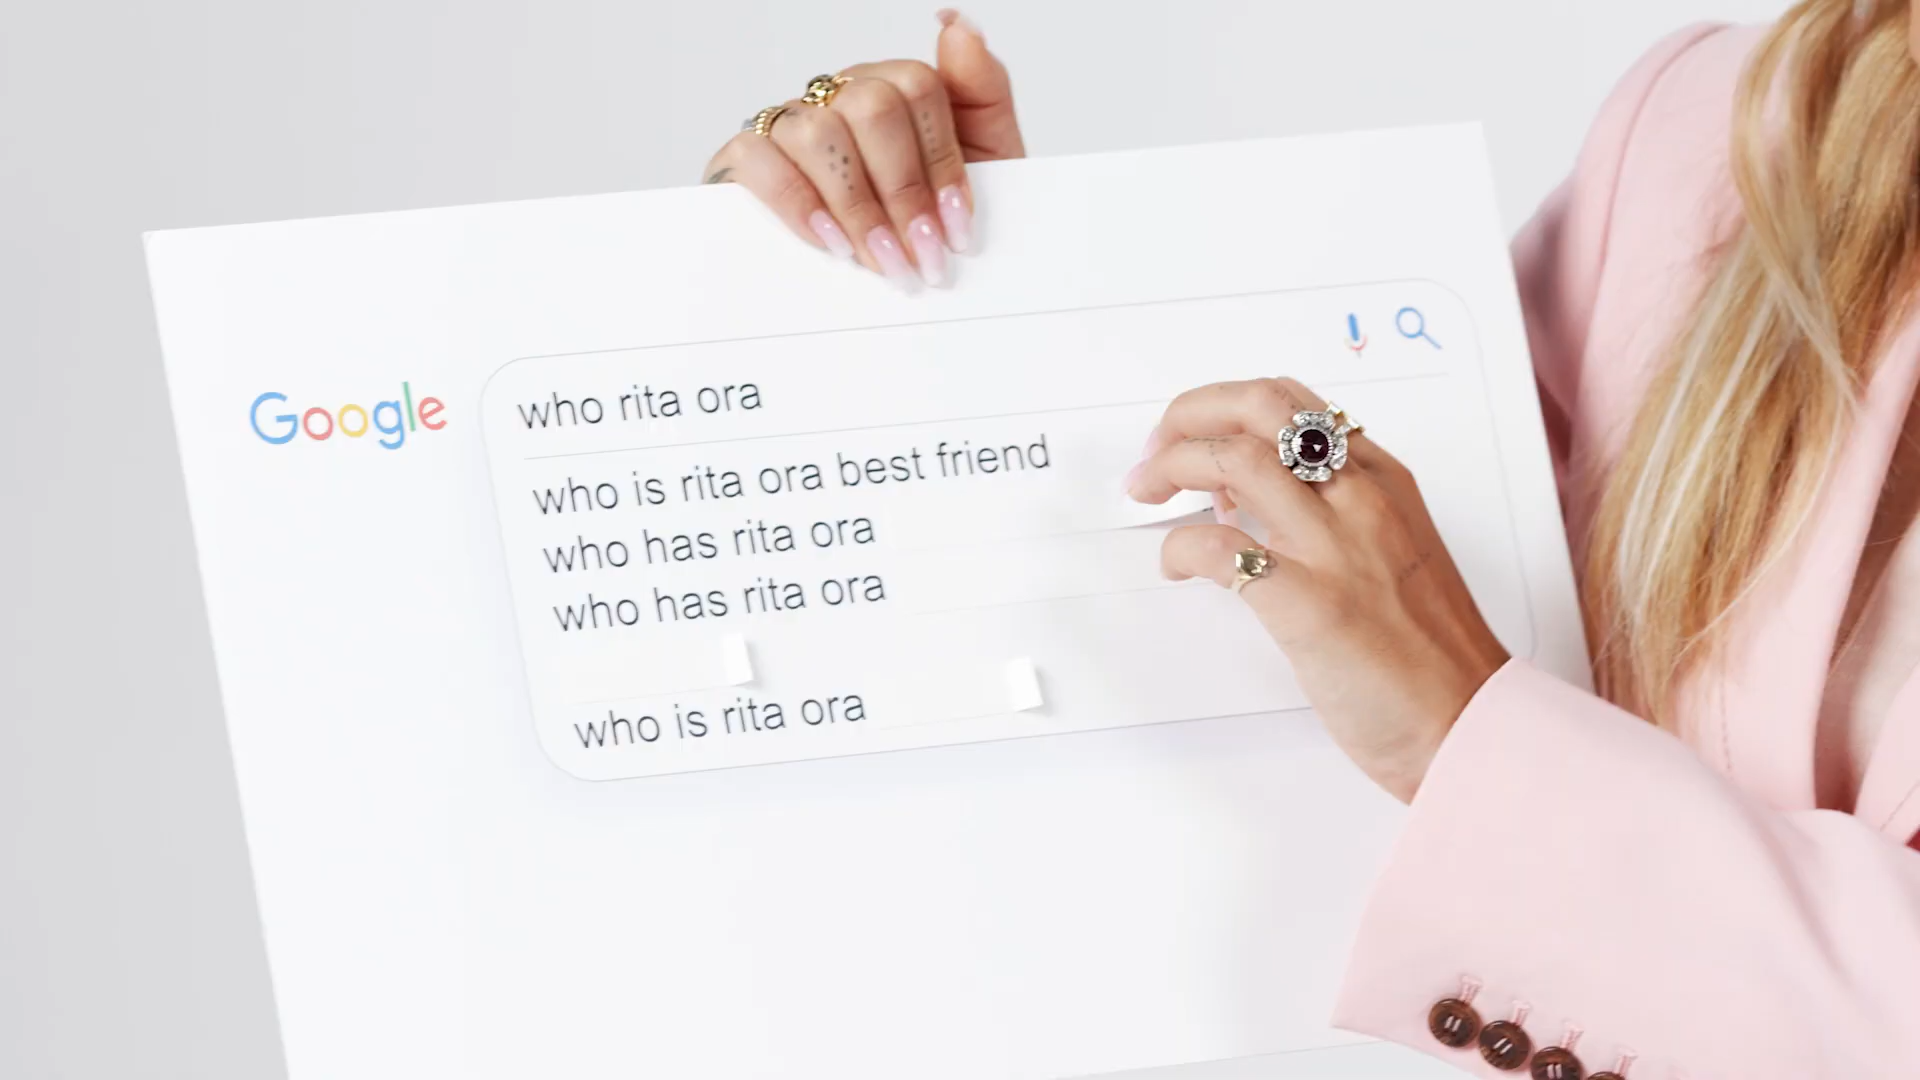 Google
who rita ora
who is rita ora best friend
who has rita ora
who has rita ora
who is rita ora